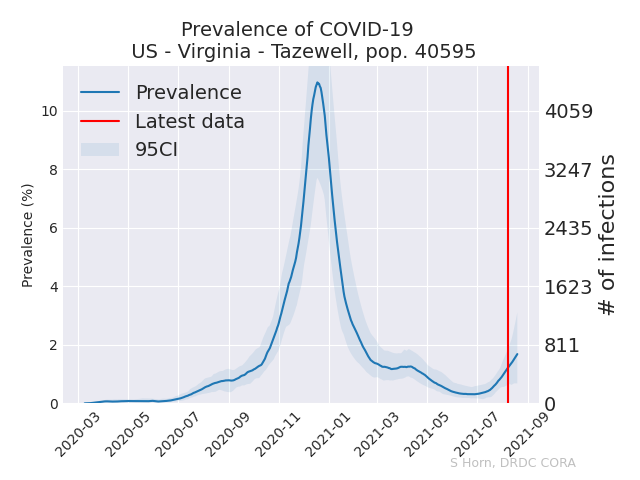 Prevalence of COVID-19
US - Virginia - Tazewell, pop. 40595
Prevalence
Latest data
95CI
Prevalence (%)
10
8
6
4
2
0
4059
3247
2435
1623
811
0
# of infections
2020-03
2020-05
2020-07
2020-09
2020-11
2021-01
2021-03
2021-05
2021-07
2021-09
S Horn, DRDC CORA